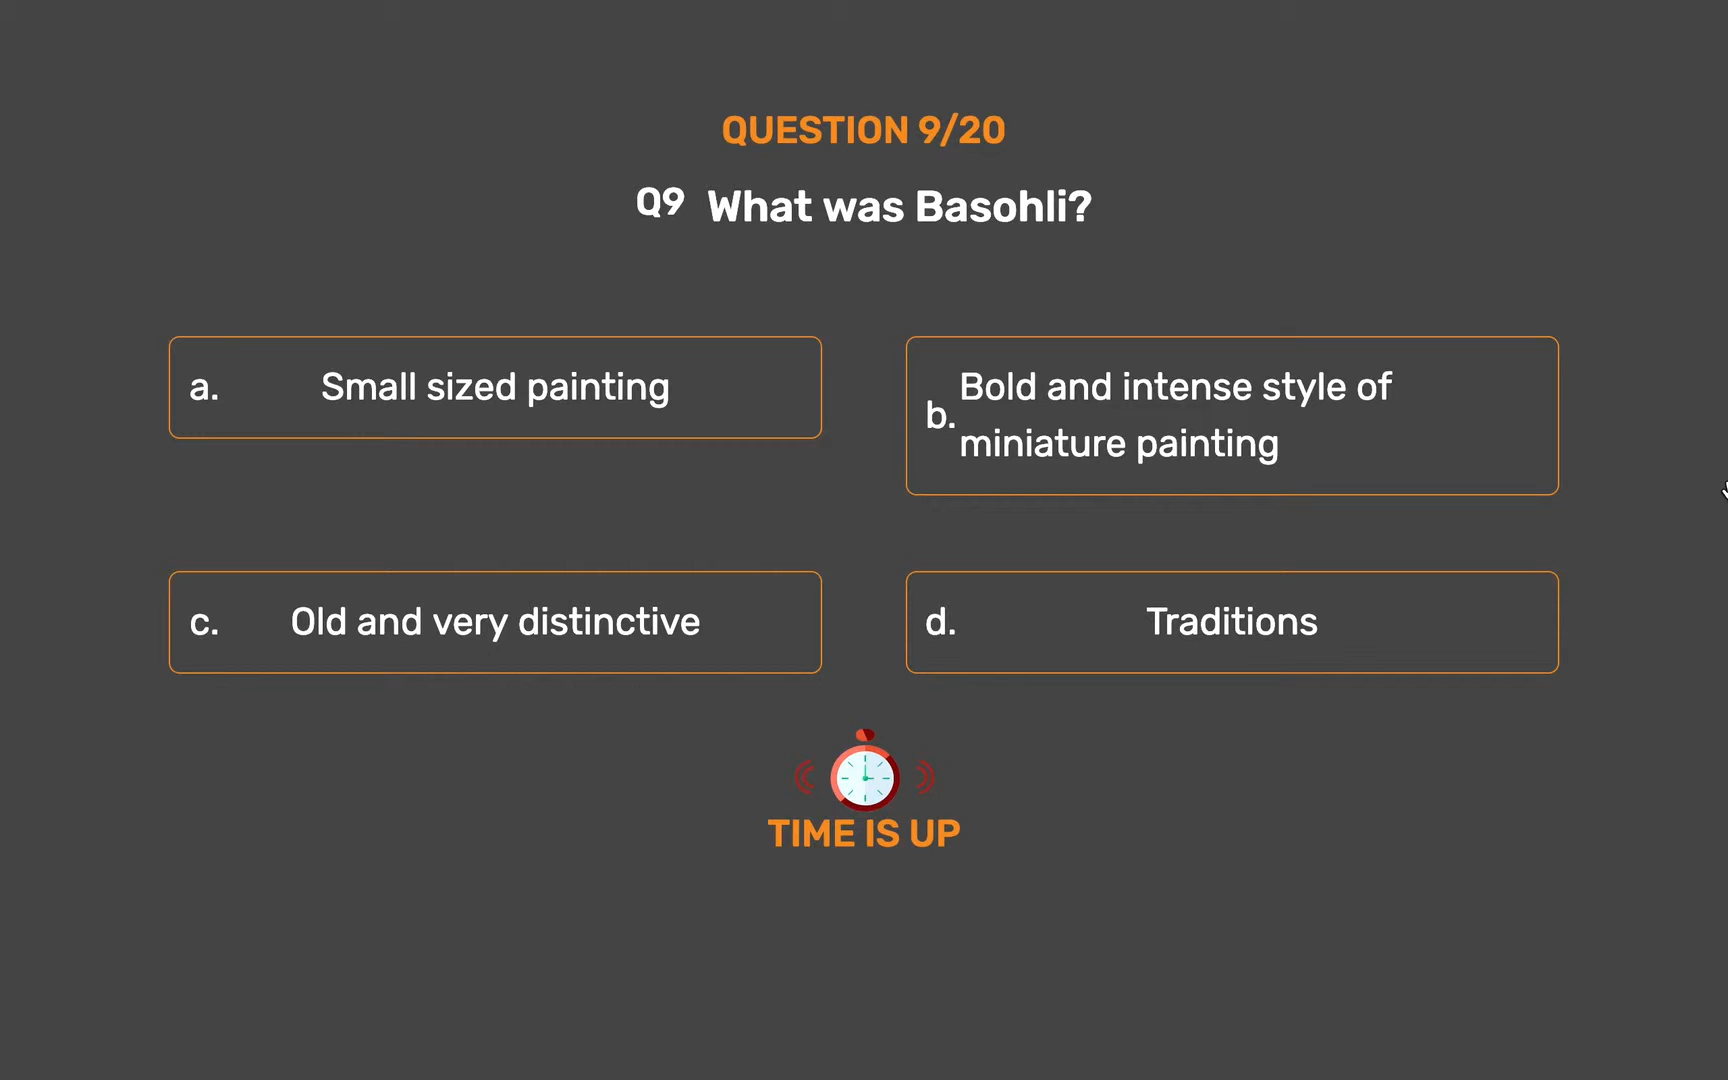 QUESTION 9/20
Q9 What was Basohli?
a. Small sized painting
b. Bold and intense style of
miniature painting
c. Old and very distinctive
d. Traditions
TIME IS UP